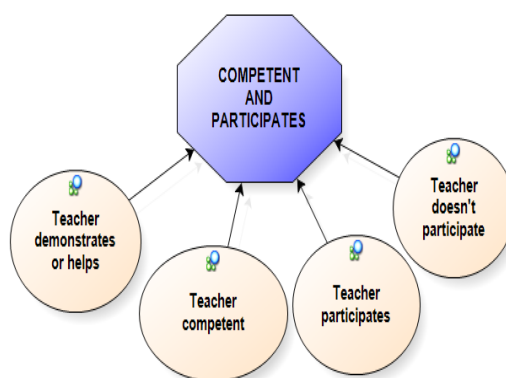 COMPETENT
AND
PARTICIPATES
Teacher
demonstrates
or helps
Teacher
competent
Teacher
participates
Teacher
doesn't
participate